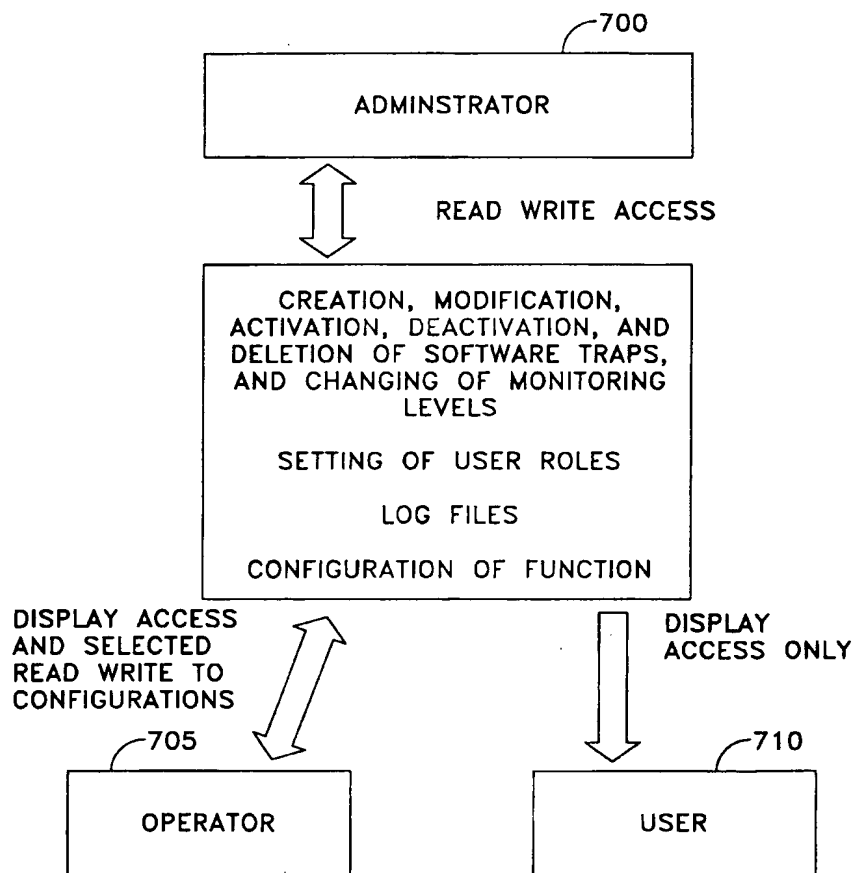 700
ADMINSTRATOR
READ WRITE ACCESS
CREATION, MODIFICATION,
ACTIVATION, DEACTIVATION, AND
DELETION OF SOFTWARE TRAPS,
AND CHANGING OF MONITORING
LEVELS
SETTING OF USER ROLES
LOG FILES
CONFIGURATION OF FUNCTION
DISPLAY ACCESS
AND SELECTED
READ WRITE TO
CONFIGURATIONS
DISPLAY
ACCESS ONLY
705
OPERATOR
710
USER